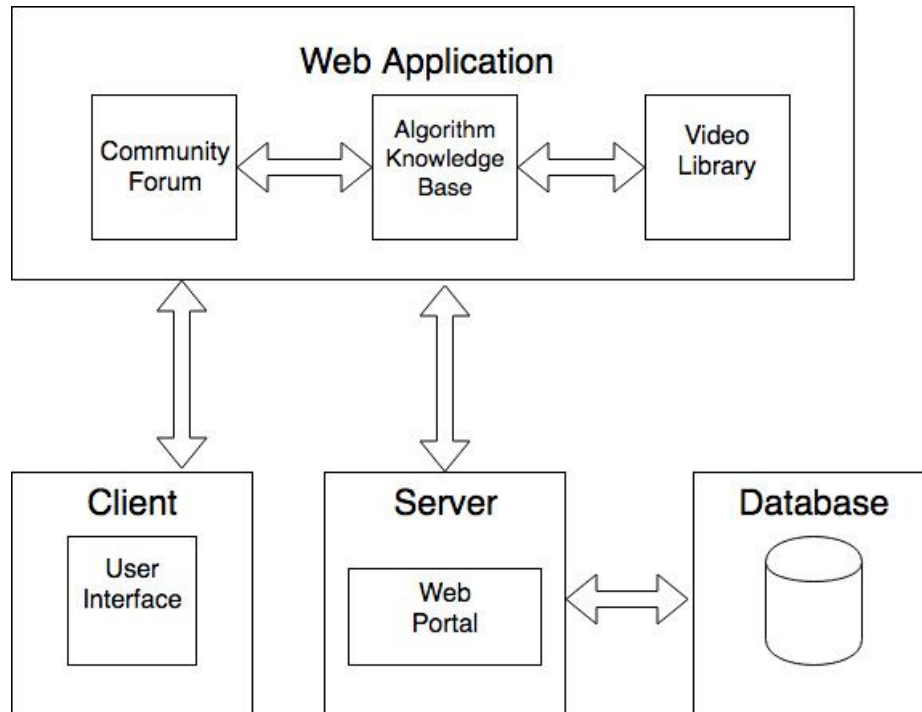 Web Application
Community
Forum
Algorithm
Knowledge
Base
Video
Library
Client
User
Interface
Server
Web
Portal
Database